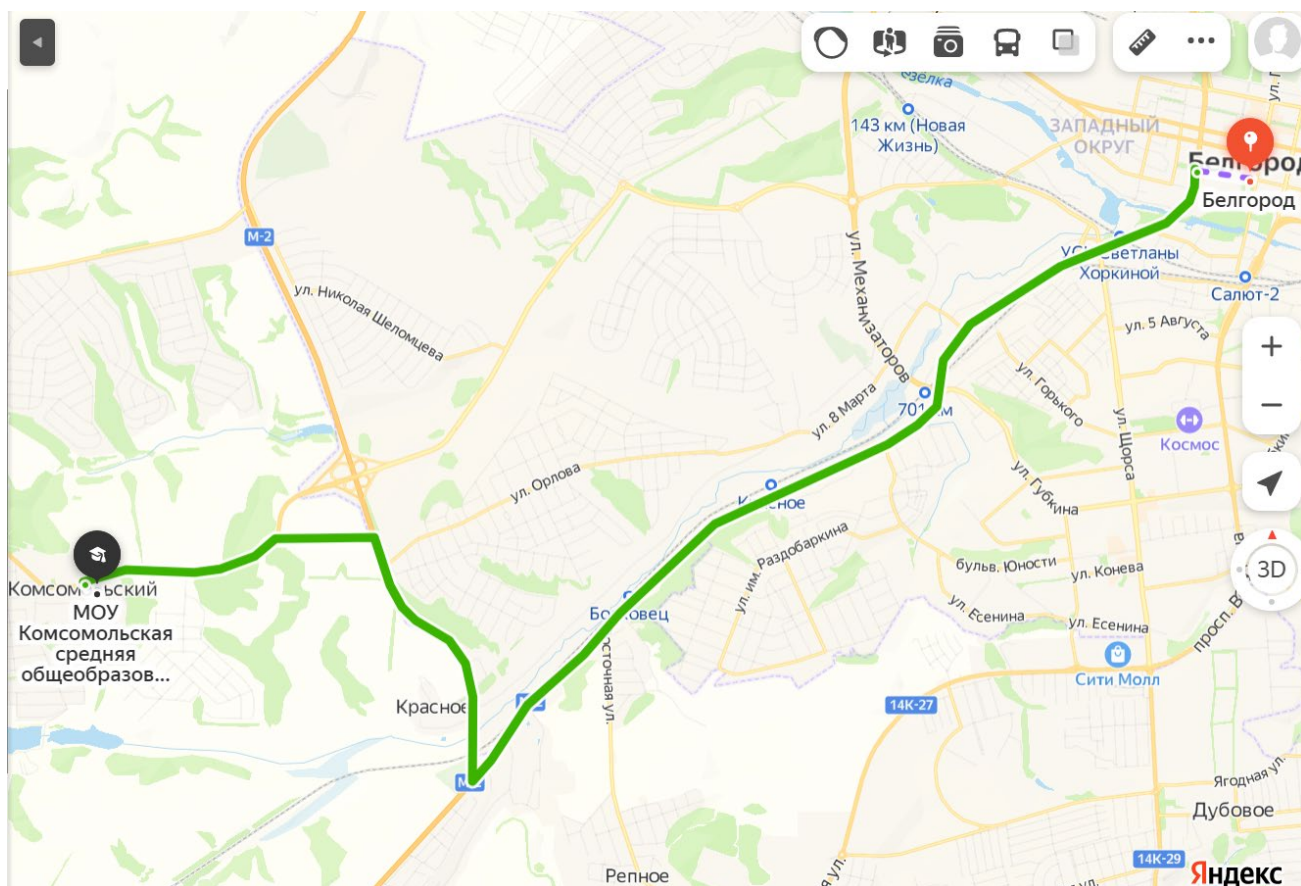 143 км (Новая
Жизнь)
ЗАПАДНЫЙ
ОКРУГ
Белгород
Белгород
М-2
ул. Николая Шеломцева
ул. Механизаторов
Светланы
Хоркиной
Салют-2
ул. 5 Августа
ул. Горького
ул. 8 Марта
ул. Щорса
Космос
ул. Орлова
ул. Губкина
ул. им. Раздобаркина
бульв. Юности
ул. Конева
3D
МОУ
Комсомольская
средняя
общеобразов...
ул. Есенина
ул. Есенина
Сити Молл
Красное
14К-27
Ягодная ул.
Дубовое
14К-29
Репное
Яндекс